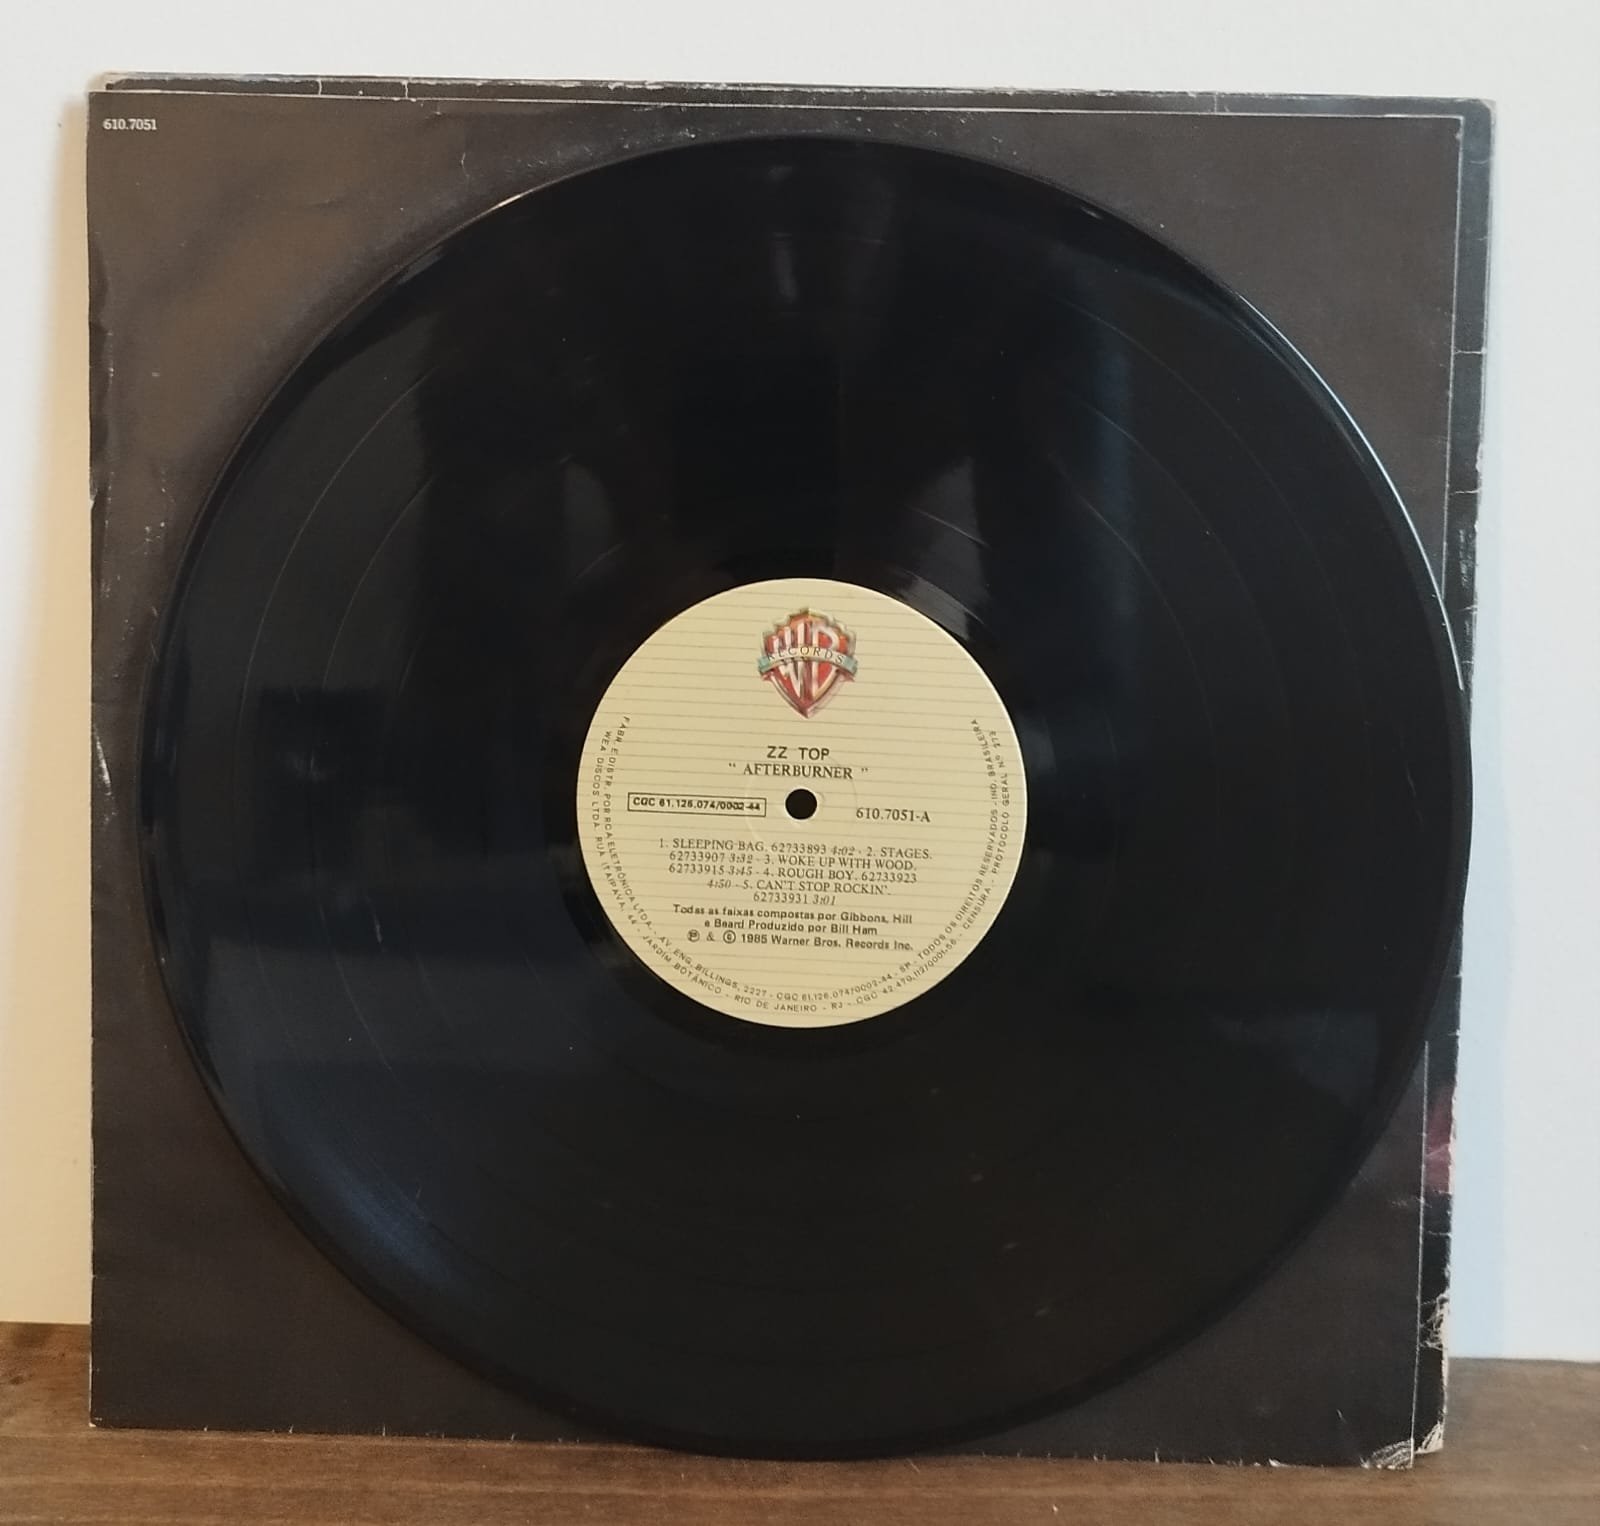 610.7051
WB
RECORDS
ZZ TOP
" AFTERBURNER "
CGC 61.126.074/0002-44
610.7051-A
1. SLEEPING BAG. 62733893 4:02 - 2. STAGES.
62733907 3:32 - 3. WOKE UP WITH WOOD.
62733915 3:45 - 4. ROUGH BOY. 62733923
4:50 - 5. CAN'T STOP ROCKIN'.
62733931 3:01
Todas as faixas compostas por Gibbons, Hill
e Beard Produzido por Bill Ham
℗ & © 1985 Warner Bros. Records Inc.
FABR. E DISTR. POR RCA ELETRÔNICA LTDA. - AV. ENG. BILLINGS, 2227 - CGC 61.126.074/0002-44 - SP - TODOS OS DIREITOS RESERVADOS - IND. BRASILEIRA
WEA DISCOS LTDA. RUA ITAIPAVA, 44 - JARDIM BOTÂNICO - RIO DE JANEIRO - RJ - CGC 42.470.112/0001-56 - CENSURA - PROTOCOLO GERAL Nº 273